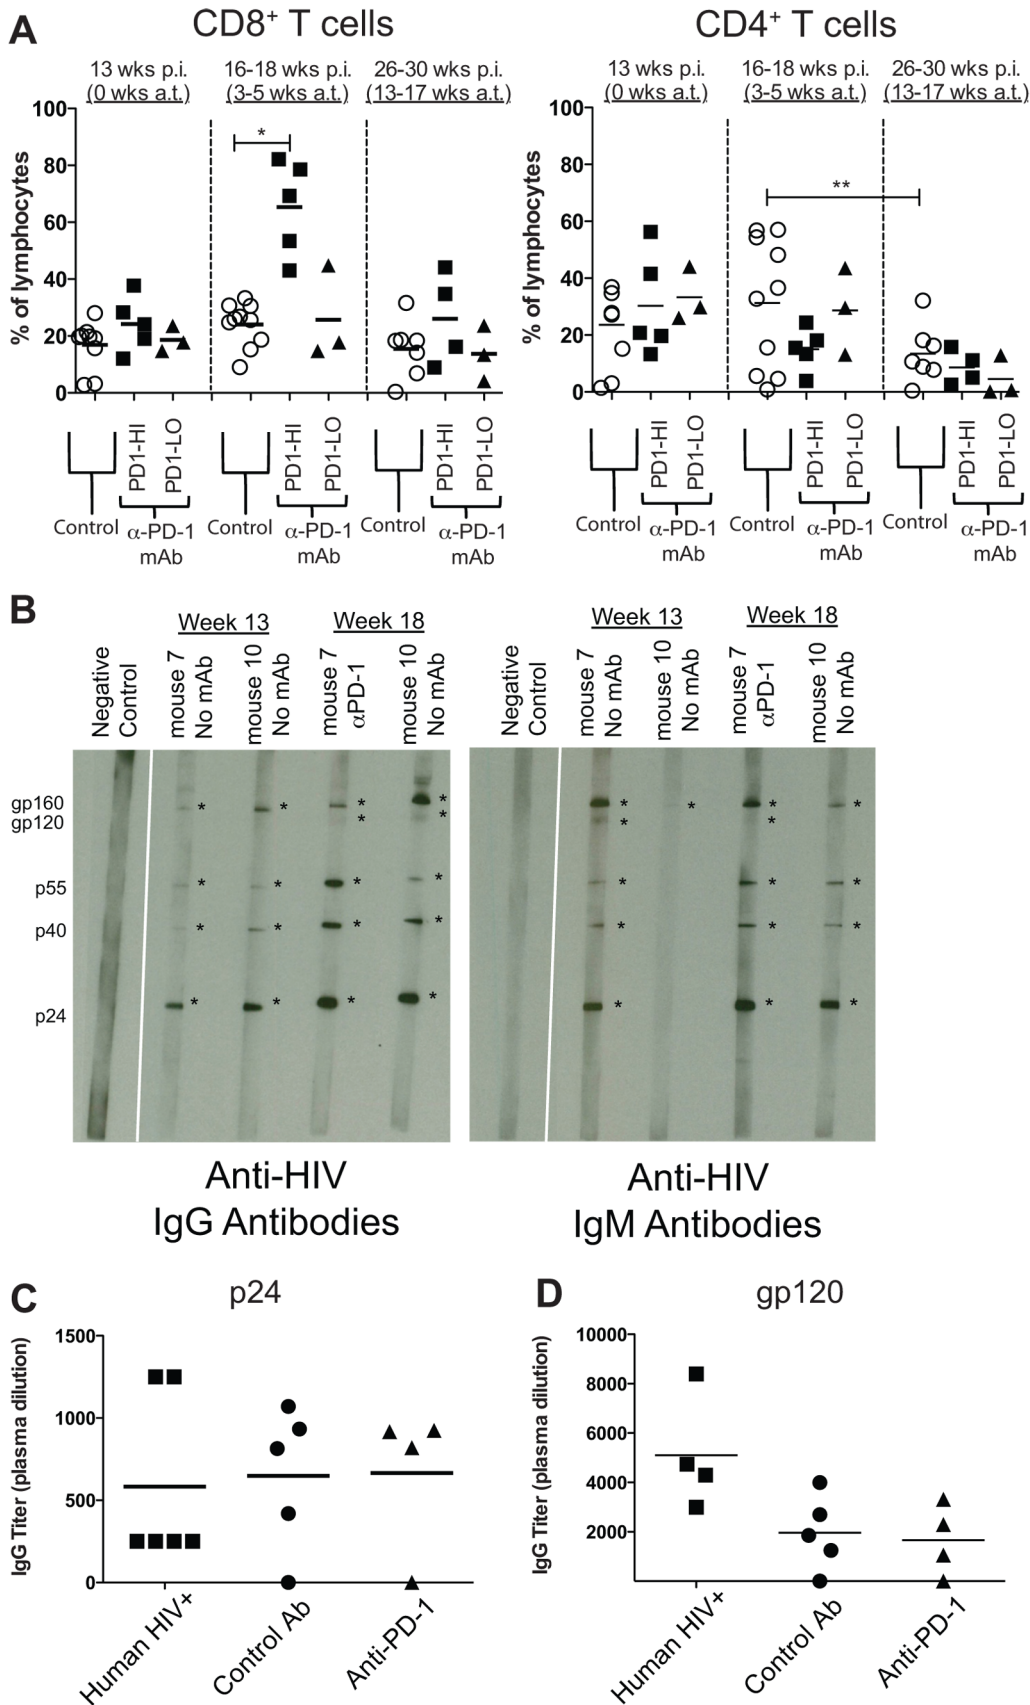 A
CD8+ T cells
CD4+ T cells
13 wks p.i.
(0 wks a.t.)
16-18 wks p.i.
(3-5 wks a.t.)
26-30 wks p.i.
(13-17 wks a.t.)
13 wks p.i.
(0 wks a.t.)
16-18 wks p.i.
(3-5 wks a.t.)
26-30 wks p.i.
(13-17 wks a.t.)
% of lymphocytes
100
80
60
40
20
0
*
% of lymphocytes
100
80
60
40
20
0
**
Control
PD1-HI
PD1-LO
α-PD-1
mAb
Control
PD1-HI
PD1-LO
α-PD-1
mAb
Control
PD1-HI
PD1-LO
α-PD-1
mAb
Control
PD1-HI
PD1-LO
α-PD-1
mAb
Control
PD1-HI
PD1-LO
α-PD-1
mAb
Control
PD1-HI
PD1-LO
α-PD-1
mAb
B
Week 13
Week 18
Negative
Control
mouse 7
No mAb
mouse 10
No mAb
mouse 7
αPD-1
mouse 10
No mAb
Week 13
Week 18
Negative
Control
mouse 7
No mAb
mouse 10
No mAb
mouse 7
αPD-1
mouse 10
No mAb
gp160
gp120
p55
p40
p24
* * * *
* *
* * * *
* * * *
* * * *
* * * *
* *
* * *
* * *
* * *
Anti-HIV
IgG Antibodies
Anti-HIV
IgM Antibodies
C
p24
IgG Titer (plasma dilution)
1500
1000
500
0
Human HIV+
Control Ab
Anti-PD-1
D
gp120
IgG Titer (plasma dilution)
10000
8000
6000
4000
2000
Human HIV+
Control Ab
Anti-PD-1